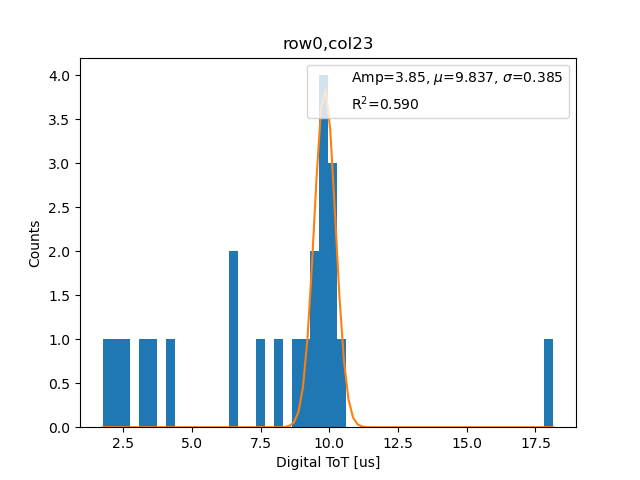 row0,col23
Amp=3.85, μ=9.837, σ=0.385
R²=0.590
Counts
4.0
3.5
3.0
2.5
2.0
1.5
1.0
0.5
0.0
2.5 5.0 7.5 10.0 12.5 15.0 17.5
Digital ToT [us]